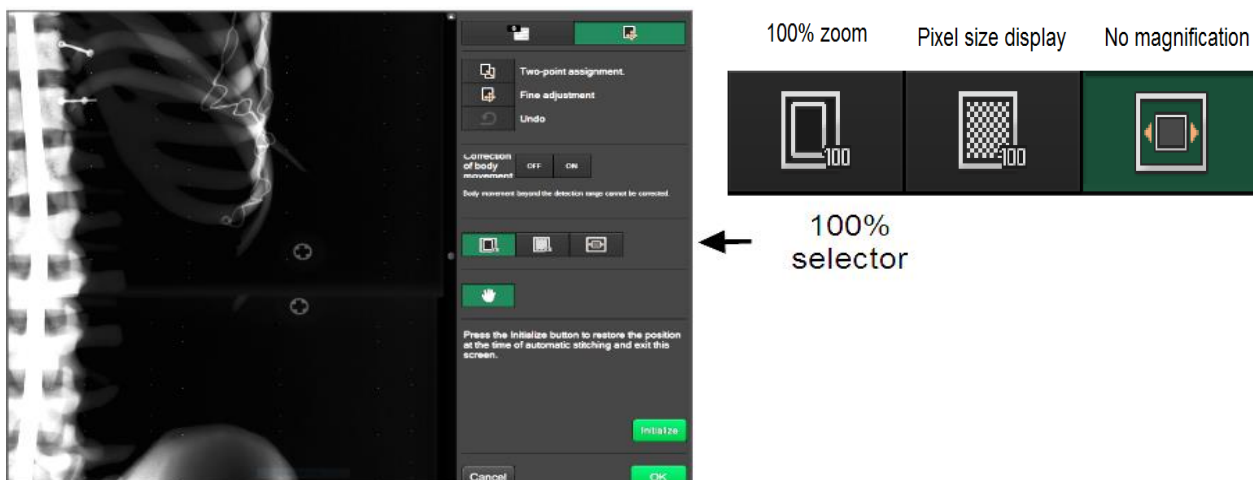 100% zoom
Pixel size display
No magnification
100
100
Two-point assignment.
Fine adjustment
Undo
Correction
of body
movement
OFF
ON
Body movement beyond the detection range cannot be corrected.
100%
selector
Press the Initialize button to restore the position
at the time of automatic stitching and exit this
screen.
Initialize
Cancel
OK